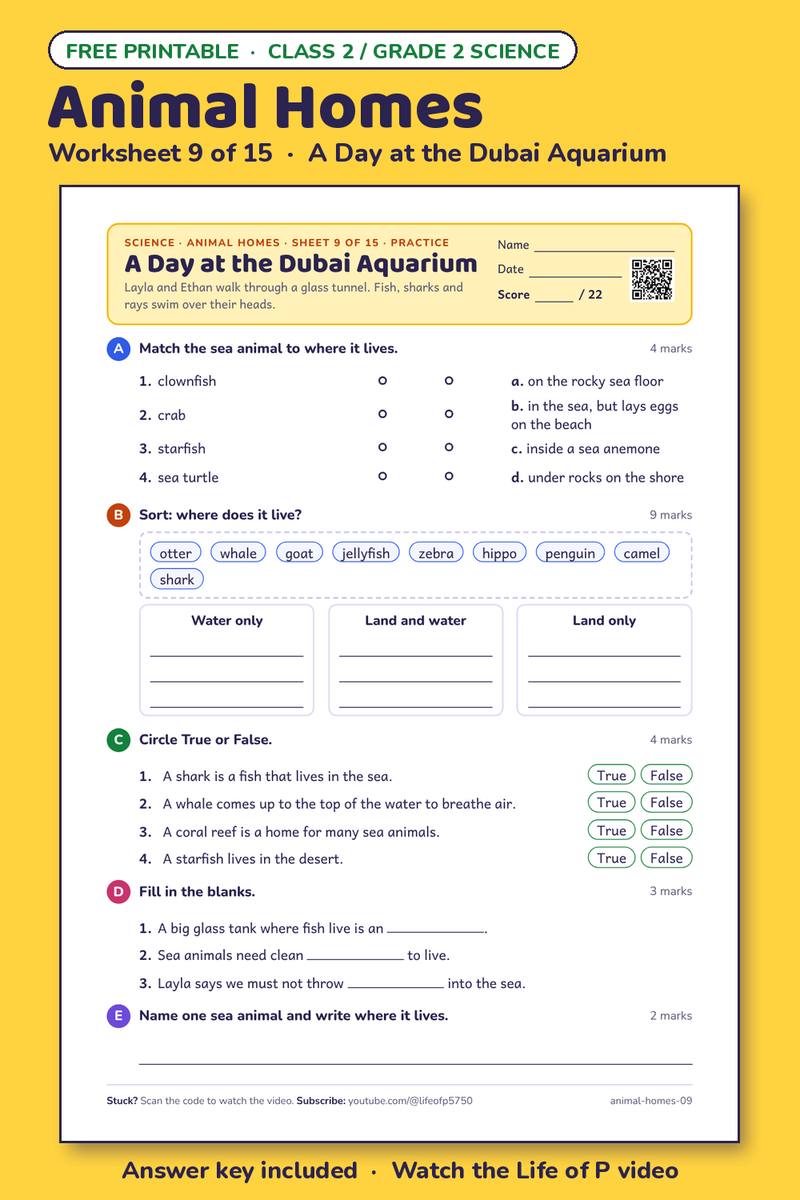 FREE PRINTABLE · CLASS 2 / GRADE 2 SCIENCE
Animal Homes
Worksheet 9 of 15 · A Day at the Dubai Aquarium
SCIENCE · ANIMAL HOMES · SHEET 9 OF 15 · PRACTICE
A Day at the Dubai Aquarium
Layla and Ethan walk through a glass tunnel. Fish, sharks and
rays swim over their heads.
Name
Date
Score ______ / 22
A Match the sea animal to where it lives. 4 marks
1. clownfish a. on the rocky sea floor
2. crab b. in the sea, but lays eggs
on the beach
3. starfish c. inside a sea anemone
4. sea turtle d. under rocks on the shore
B Sort: where does it live? 9 marks
otter whale goat jellyfish zebra hippo penguin camel
shark
Water only Land and water Land only
C Circle True or False. 4 marks
1. A shark is a fish that lives in the sea. True False
2. A whale comes up to the top of the water to breathe air. True False
3. A coral reef is a home for many sea animals. True False
4. A starfish lives in the desert. True False
D Fill in the blanks. 3 marks
1. A big glass tank where fish live is an ____________.
2. Sea animals need clean ____________ to live.
3. Layla says we must not throw ____________ into the sea.
E Name one sea animal and write where it lives. 2 marks
Stuck? Scan the code to watch the video. Subscribe: youtube.com/@lifeofp5750 animal-homes-09
Answer key included · Watch the Life of P video